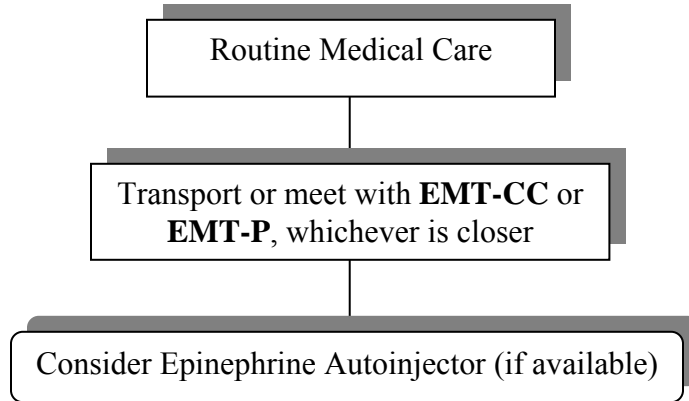 Routine Medical Care
Transport or meet with EMT-CC or
EMT-P, whichever is closer
Consider Epinephrine Autoinjector (if available)